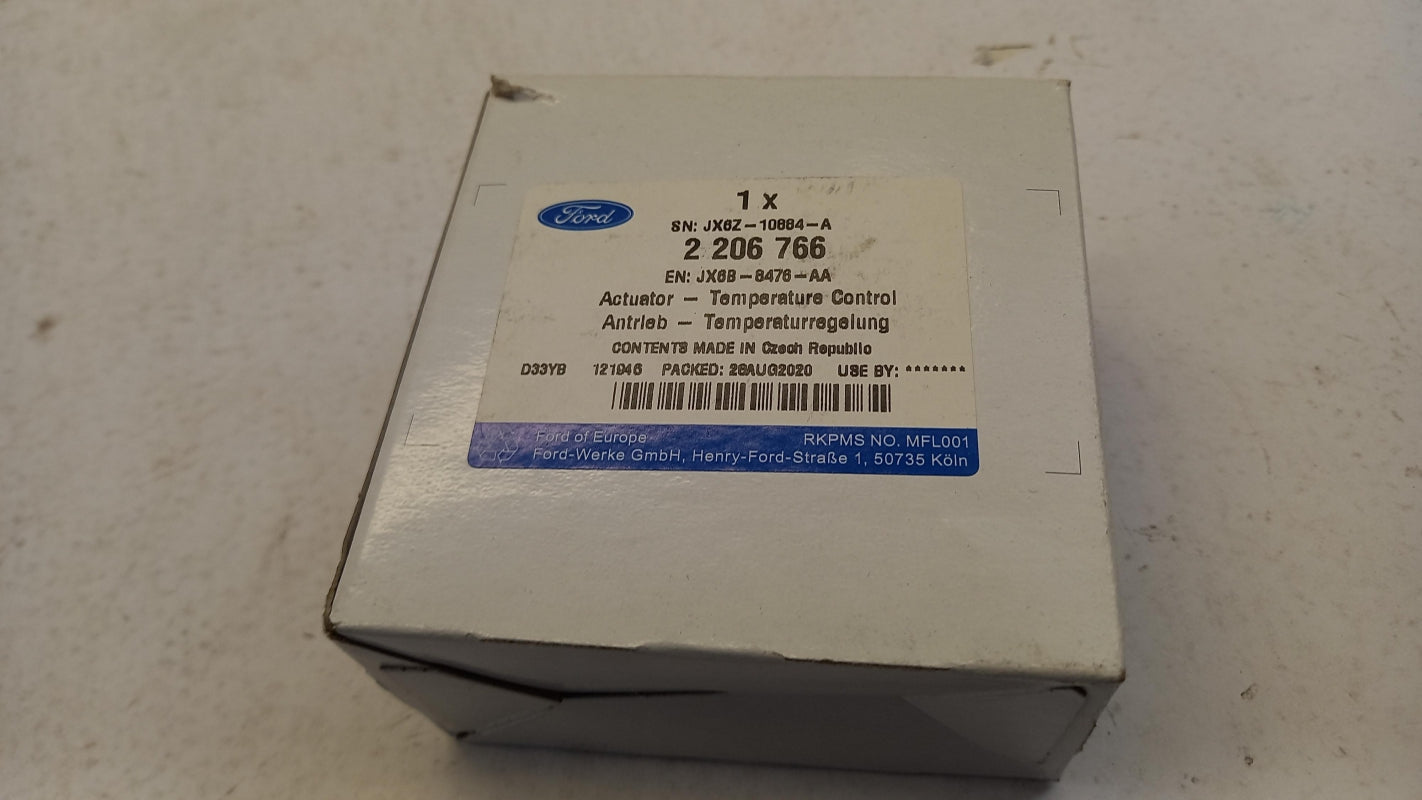 Ford
1 x
SN: JX6Z-10884-A
2 206 766
EN: JX6B-8476-AA
Actuator - Temperature Control
Antrieb - Temperaturregelung
CONTENTS MADE IN Czech Republic
D33YB 121946 PACKED: 28AUG2020 USE BY: *******
Ford of Europe RKPMS NO. MFL001
Ford-Werke GmbH, Henry-Ford-Straße 1, 50735 Köln